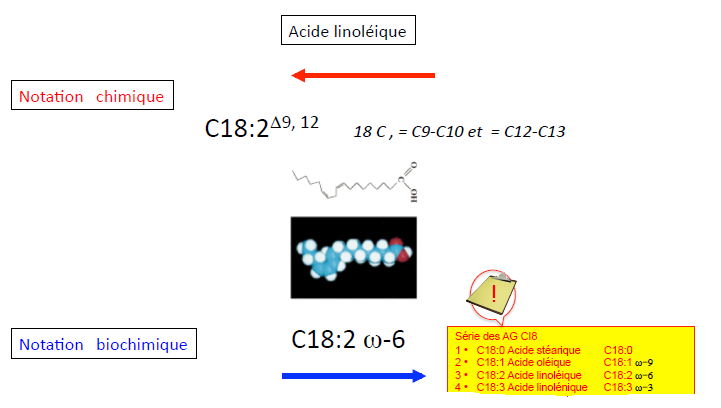 Acide linoléique
Notation chimique
C18:2Δ9, 12
18 C , = C9-C10 et = C12-C13
C
O
HO
!
Notation biochimique
C18:2 ω-6
Série des AG Cl8
1 • C18:0 Acide stéarique C18:0
2 • C18:1 Acide oléique C18:1 ω−9
3 • C18:2 Acide linoléique C18:2 ω−6
4 • C18:3 Acide linolénique C18:3 ω−3